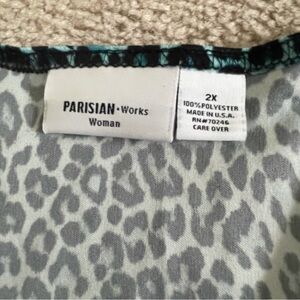 PARISIAN • Works
Woman
2X
100% POLYESTER
MADE IN U.S.A.
RN#70246
CARE OVER